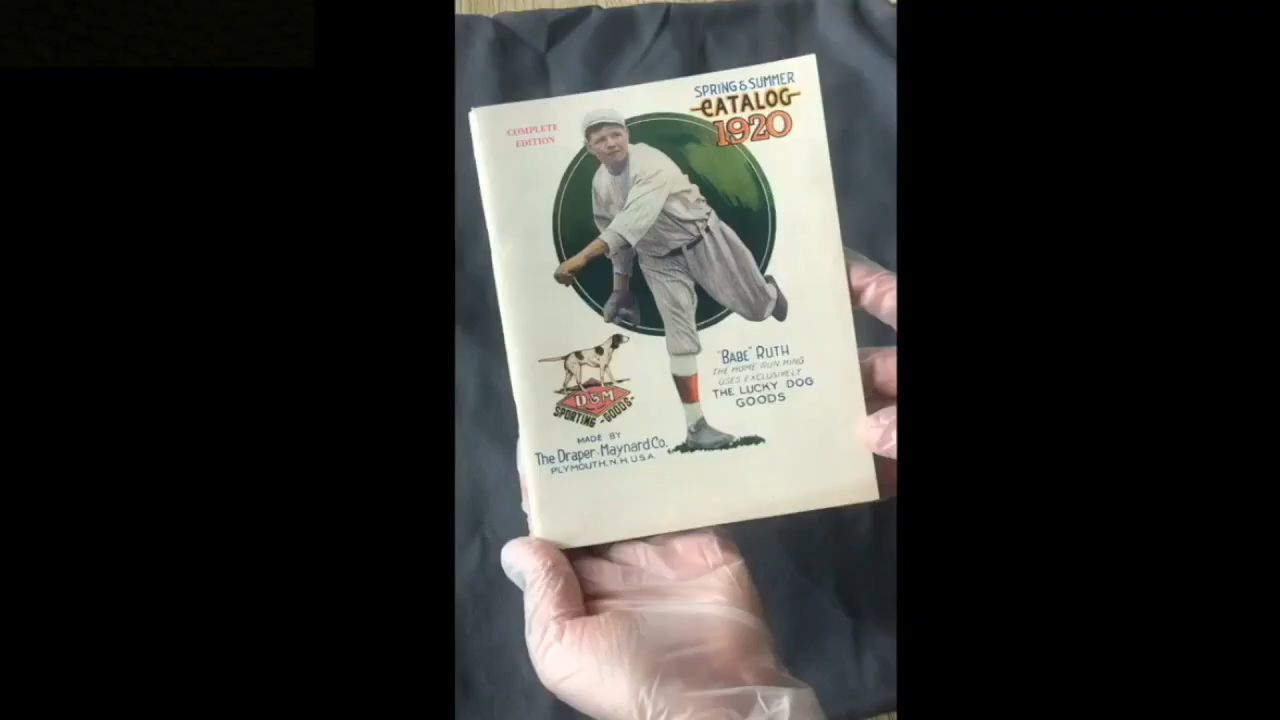 SPRING & SUMMER
CATALOG
1920
COMPLETE
EDITION
"BABE" RUTH
THE HOME RUN KING
USES EXCLUSIVELY
THE LUCKY DOG
GOODS
D&M
SPORTING GOODS
MADE BY
The Draper-Maynard Co.
PLYMOUTH, N.H. U.S.A.